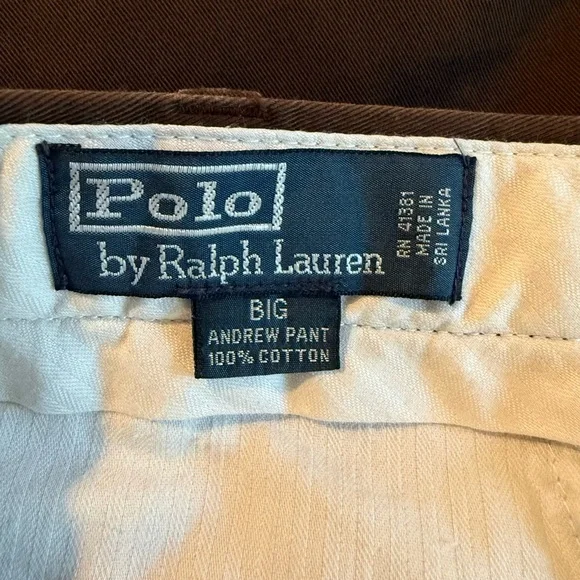 Polo
by Ralph Lauren
RN 41381
MADE IN
SRI LANKA
BIG
ANDREW PANT
100% COTTON